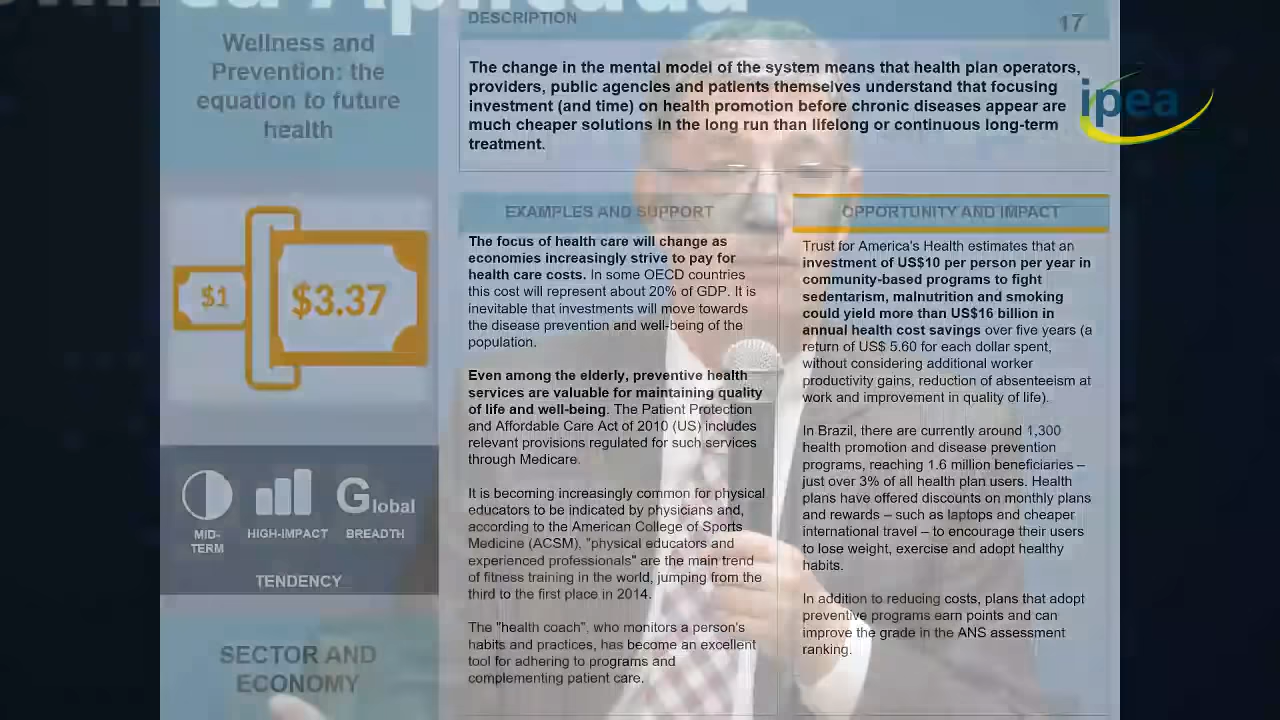 Aplicada
DESCRIPTION
17
Wellness and
Prevention: the
equation to future
health
The change in the mental model of the system means that health plan operators,
providers, public agencies and patients themselves understand that focusing
investment (and time) on health promotion before chronic diseases appear are
much cheaper solutions in the long run than lifelong or continuous long-term
treatment.
ipea
$1
$3.37
MID-
TERM
HIGH-IMPACT
Global
BREADTH
TENDENCY
SECTOR AND
ECONOMY
EXAMPLES AND SUPPORT
The focus of health care will change as
economies increasingly strive to pay for
health care costs. In some OECD countries
this cost will represent about 20% of GDP. It is
inevitable that investments will move towards
the disease prevention and well-being of the
population.
Even among the elderly, preventive health
services are valuable for maintaining quality
of life and well-being. The Patient Protection
and Affordable Care Act of 2010 (US) includes
relevant provisions regulated for such services
through Medicare.
It is becoming increasingly common for physical
educators to be indicated by physicians and,
according to the American College of Sports
Medicine (ACSM), "physical educators and
experienced professionals" are the main trend
of fitness training in the world, jumping from the
third to the first place in 2014.
The "health coach", who monitors a person's
habits and practices, has become an excellent
tool for adhering to programs and
complementing patient care.
OPPORTUNITY AND IMPACT
Trust for America's Health estimates that an
investment of US$10 per person per year in
community-based programs to fight
sedentarism, malnutrition and smoking
could yield more than US$16 billion in
annual health cost savings over five years (a
return of US$ 5.60 for each dollar spent,
without considering additional worker
productivity gains, reduction of absenteeism at
work and improvement in quality of life).
In Brazil, there are currently around 1,300
health promotion and disease prevention
programs, reaching 1.6 million beneficiaries –
just over 3% of all health plan users. Health
plans have offered discounts on monthly plans
and rewards – such as laptops and cheaper
international travel – to encourage their users
to lose weight, exercise and adopt healthy
habits.
In addition to reducing costs, plans that adopt
preventive programs earn points and can
improve the grade in the ANS assessment
ranking.